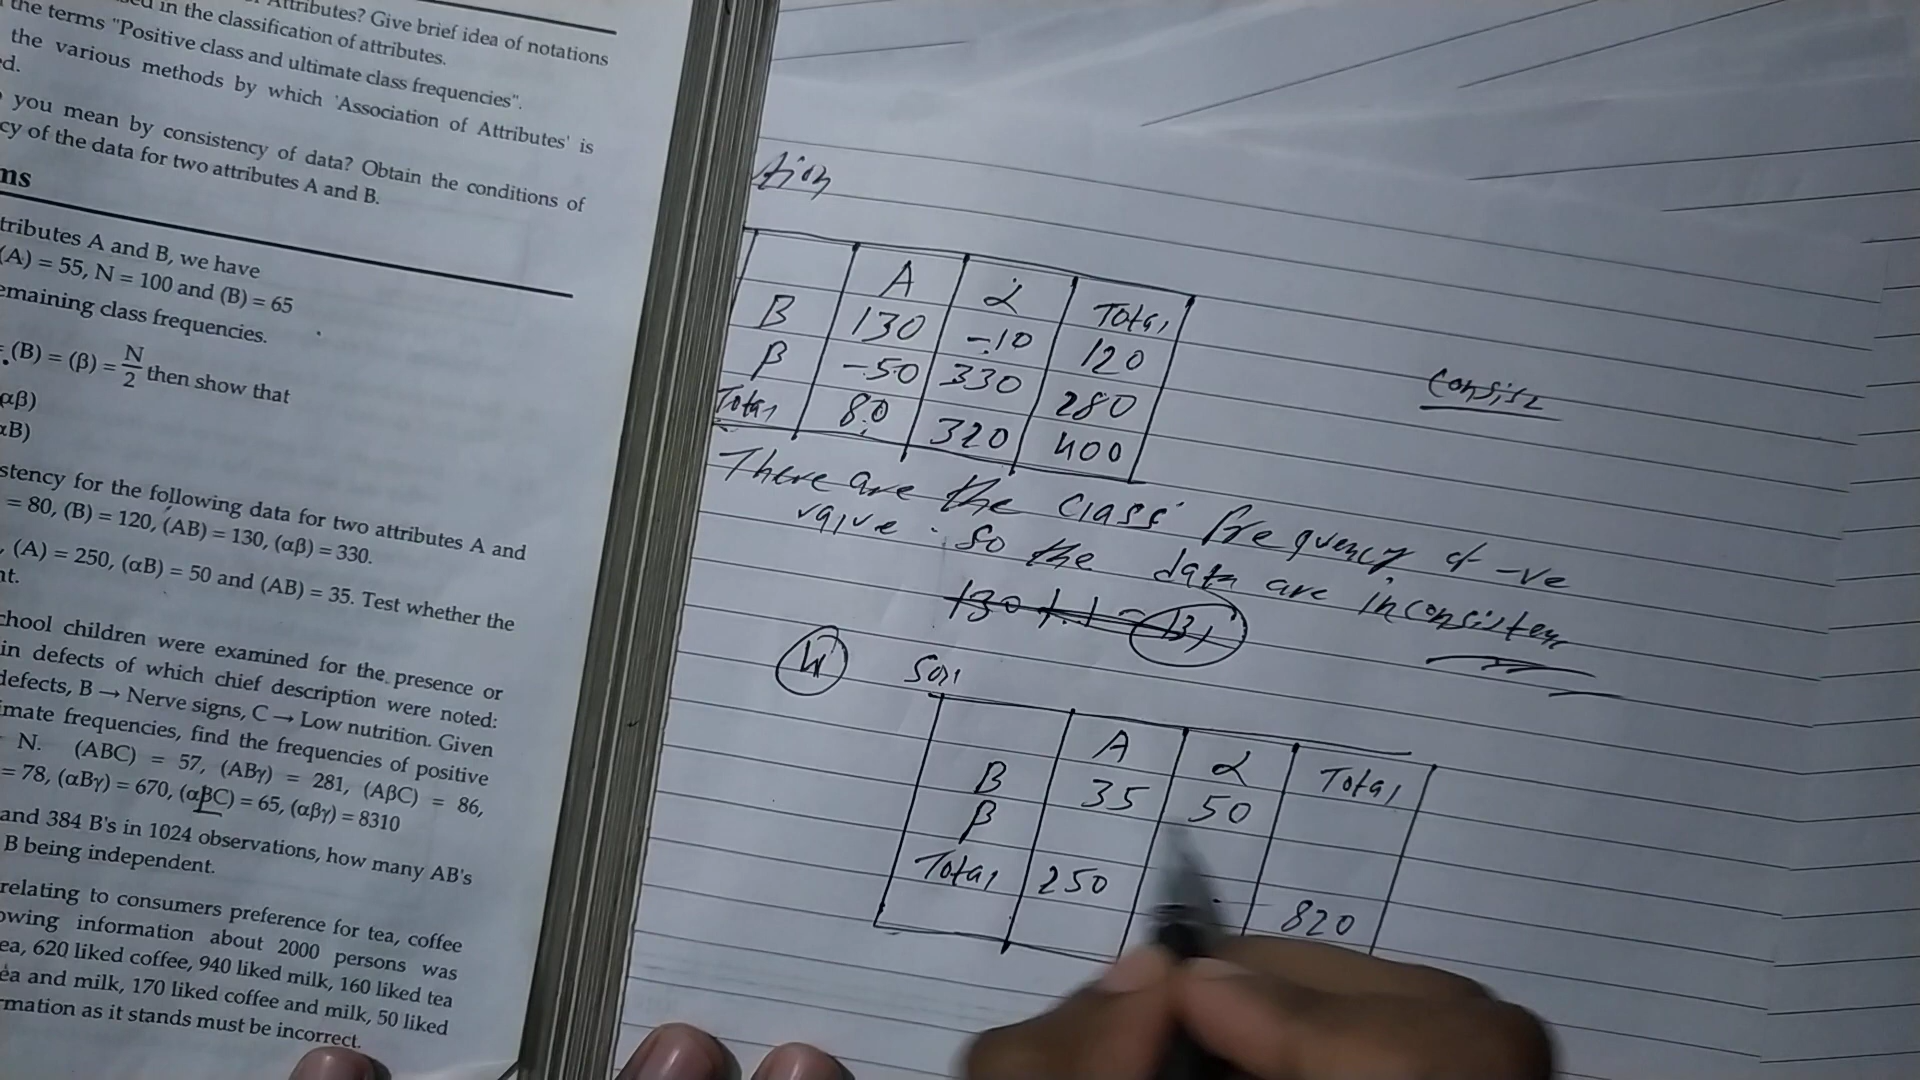 Attributes? Give brief idea of notations
in the classification of attributes.
the terms "Positive class and ultimate class frequencies".
the various methods by which 'Association of Attributes' is
ed.
you mean by consistency of data? Obtain the conditions of
cy of the data for two attributes A and B.
ms
tributes A and B, we have
(A) = 55, N = 100 and (B) = 65
emaining class frequencies.
(B) = (β) = N/2 then show that
αβ)
αB)
stency for the following data for two attributes A and
= 80, (B) = 120, (AB) = 130, (αβ) = 330.
, (A) = 250, (αB) = 50 and (AB) = 35. Test whether the
nt.
chool children were examined for the presence or
in defects of which chief description were noted:
defects, B → Nerve signs, C → Low nutrition. Given
imate frequencies, find the frequencies of positive
N. (ABC) = 57, (ABγ) = 281, (AβC) = 86,
= 78, (αBγ) = 670, (αβC) = 65, (αβγ) = 8310
and 384 B's in 1024 observations, how many AB's
B being independent.
relating to consumers preference for tea, coffee
owing information about 2000 persons was
ea, 620 liked coffee, 940 liked milk, 160 liked tea
ea and milk, 170 liked coffee and milk, 50 liked
rmation as it stands must be incorrect.
A α Total
B 130 -10 120
β -50 330 280
Total 80 320 400
There are the class frequency of -ve
value. So the data are inconsisten
130 + 1 = 131
4 Soln
A α Total
B 35 50
β
Total 250 820